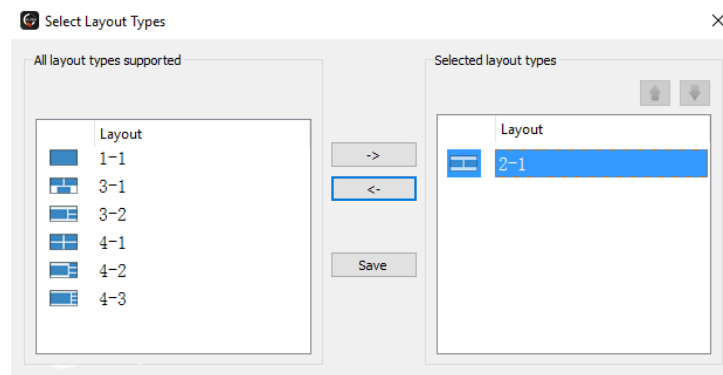 Select Layout Types
All layout types supported
Layout
1-1
3-1
3-2
4-1
4-2
4-3
->
<-
Save
Selected layout types
Layout
2-1